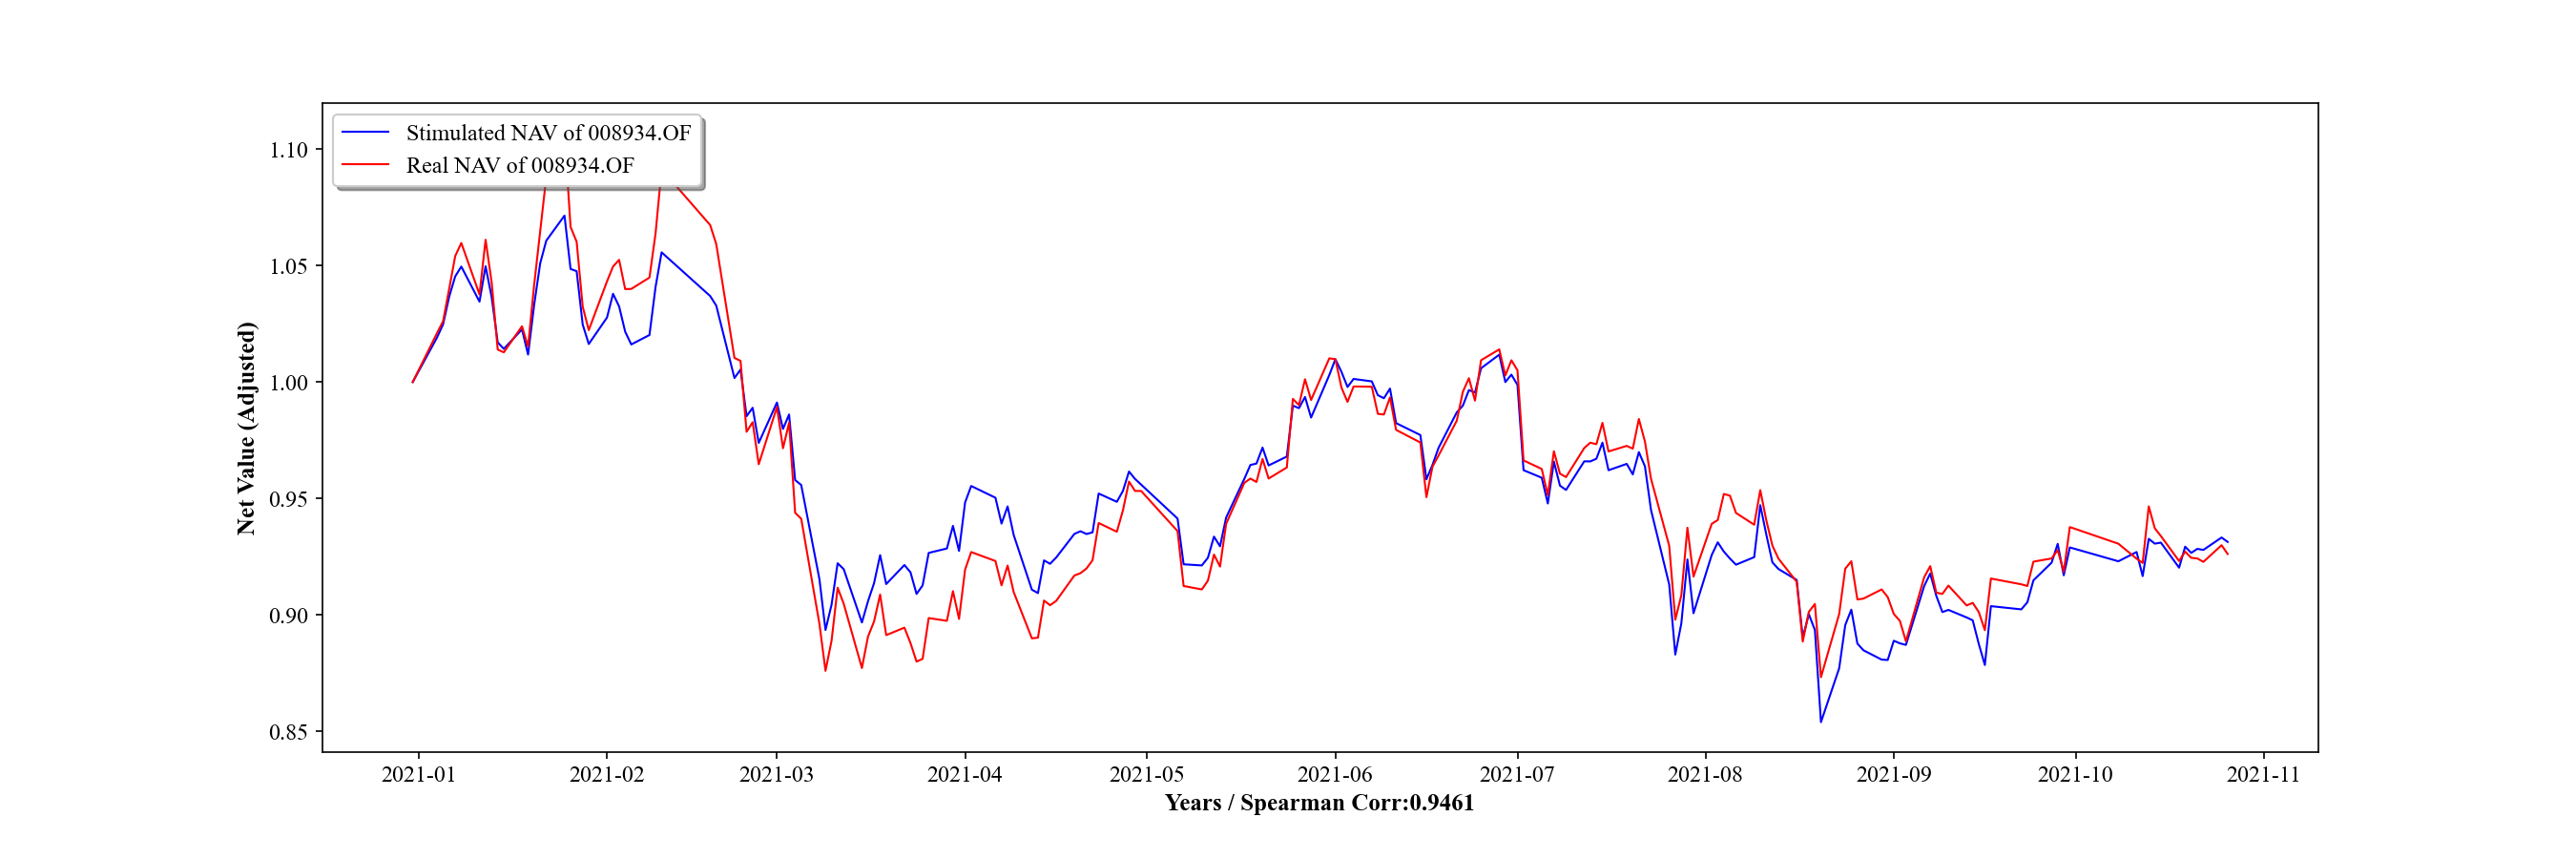 Stimulated NAV of 008934.OF
Real NAV of 008934.OF
Net Value (Adjusted)
1.10
1.05
1.00
0.95
0.90
0.85
2021-01 2021-02 2021-03 2021-04 2021-05 2021-06 2021-07 2021-08 2021-09 2021-10 2021-11
Years / Spearman Corr:0.9461